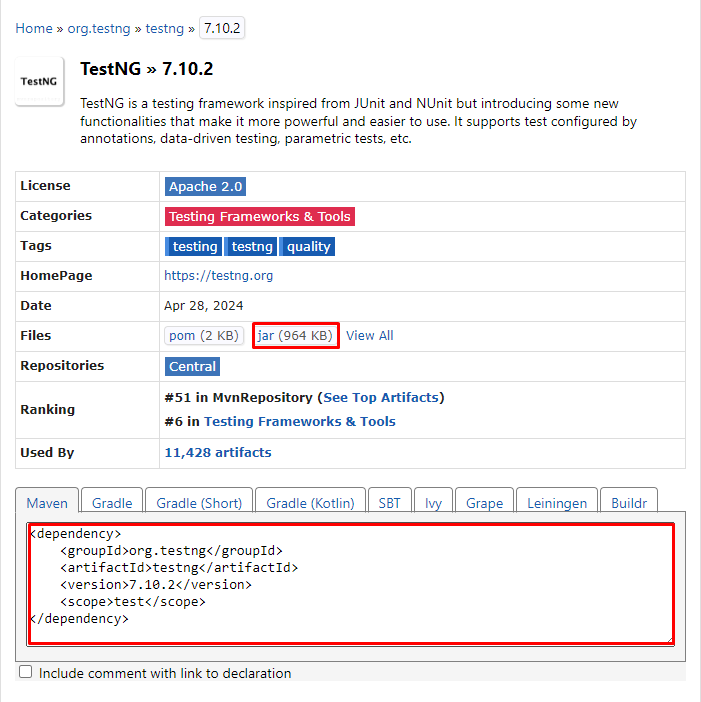 Home » org.testng » testng » 7.10.2
TestNG
TestNG » 7.10.2
TestNG is a testing framework inspired from JUnit and NUnit but introducing some new
functionalities that make it more powerful and easier to use. It supports test configured by
annotations, data-driven testing, parametric tests, etc.
License Apache 2.0
Categories Testing Frameworks & Tools
Tags testing testng quality
HomePage https://testng.org
Date Apr 28, 2024
Files pom (2 KB) jar (964 KB) View All
Repositories Central
Ranking #51 in MvnRepository (See Top Artifacts)
#6 in Testing Frameworks & Tools
Used By 11,428 artifacts
Maven Gradle Gradle (Short) Gradle (Kotlin) SBT Ivy Grape Leiningen Buildr
<dependency>
    <groupId>org.testng</groupId>
    <artifactId>testng</artifactId>
    <version>7.10.2</version>
    <scope>test</scope>
</dependency>
Include comment with link to declaration